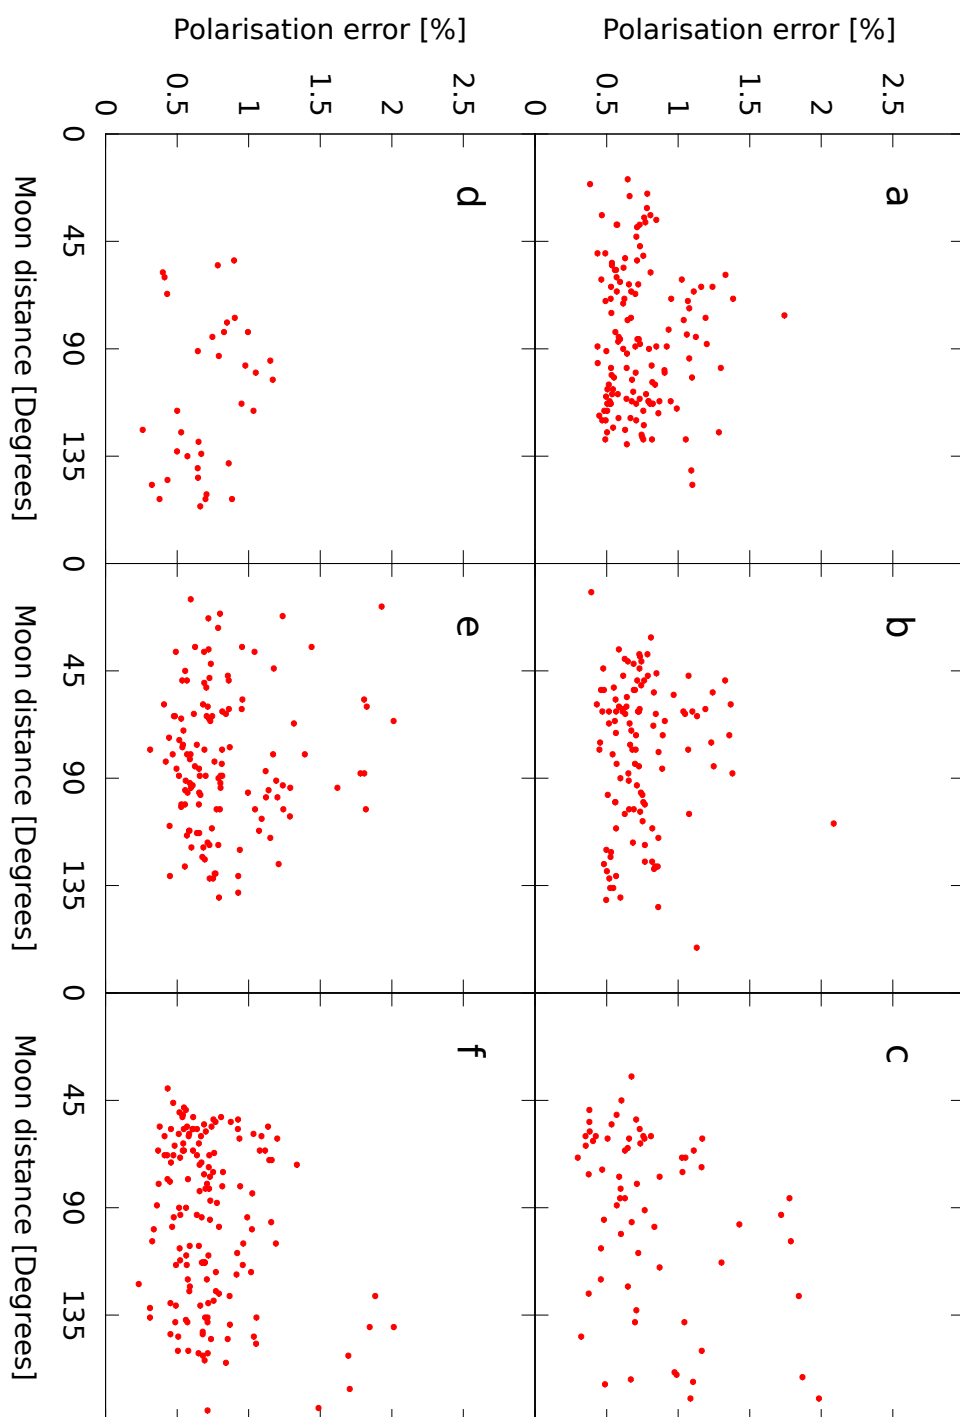 Polarisation error [%]
2.5
2
1.5
1
0.5
0
a
b
c
Polarisation error [%]
2.5
2
1.5
1
0.5
0
d
e
f
0 45 90 135 0 45 90 135 0 45 90 135
Moon distance [Degrees]
Moon distance [Degrees]
Moon distance [Degrees]